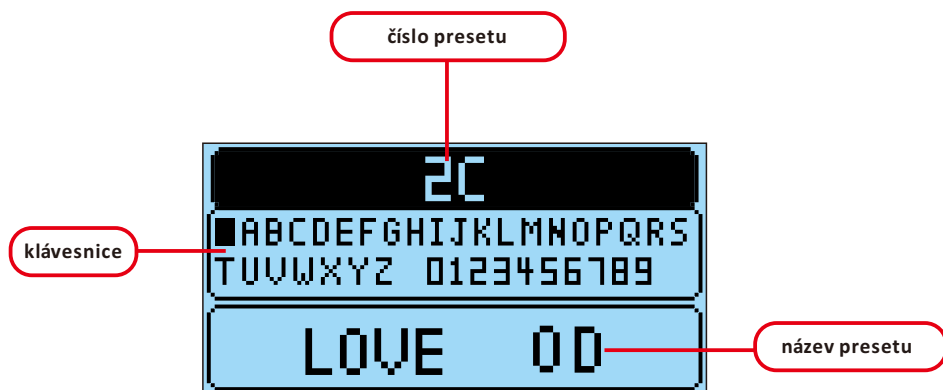 číslo presetu
2C
ABCDEFGHIJKLMNOPQRS
klávesnice
TUVWXYZ 0123456789
LOVE OD
název presetu